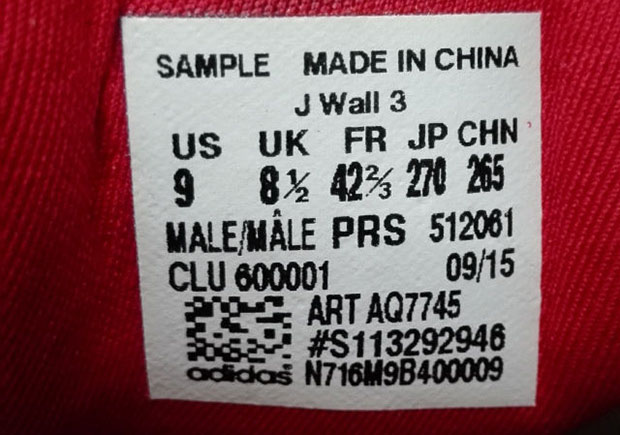 SAMPLE MADE IN CHINA
J Wall 3
US UK FR JP CHN
9 8½ 42⅔ 270 265
MALE/MÂLE PRS 512061
CLU 600001 09/15
ART AQ7745
#S113292946
adidas N716M9B400009